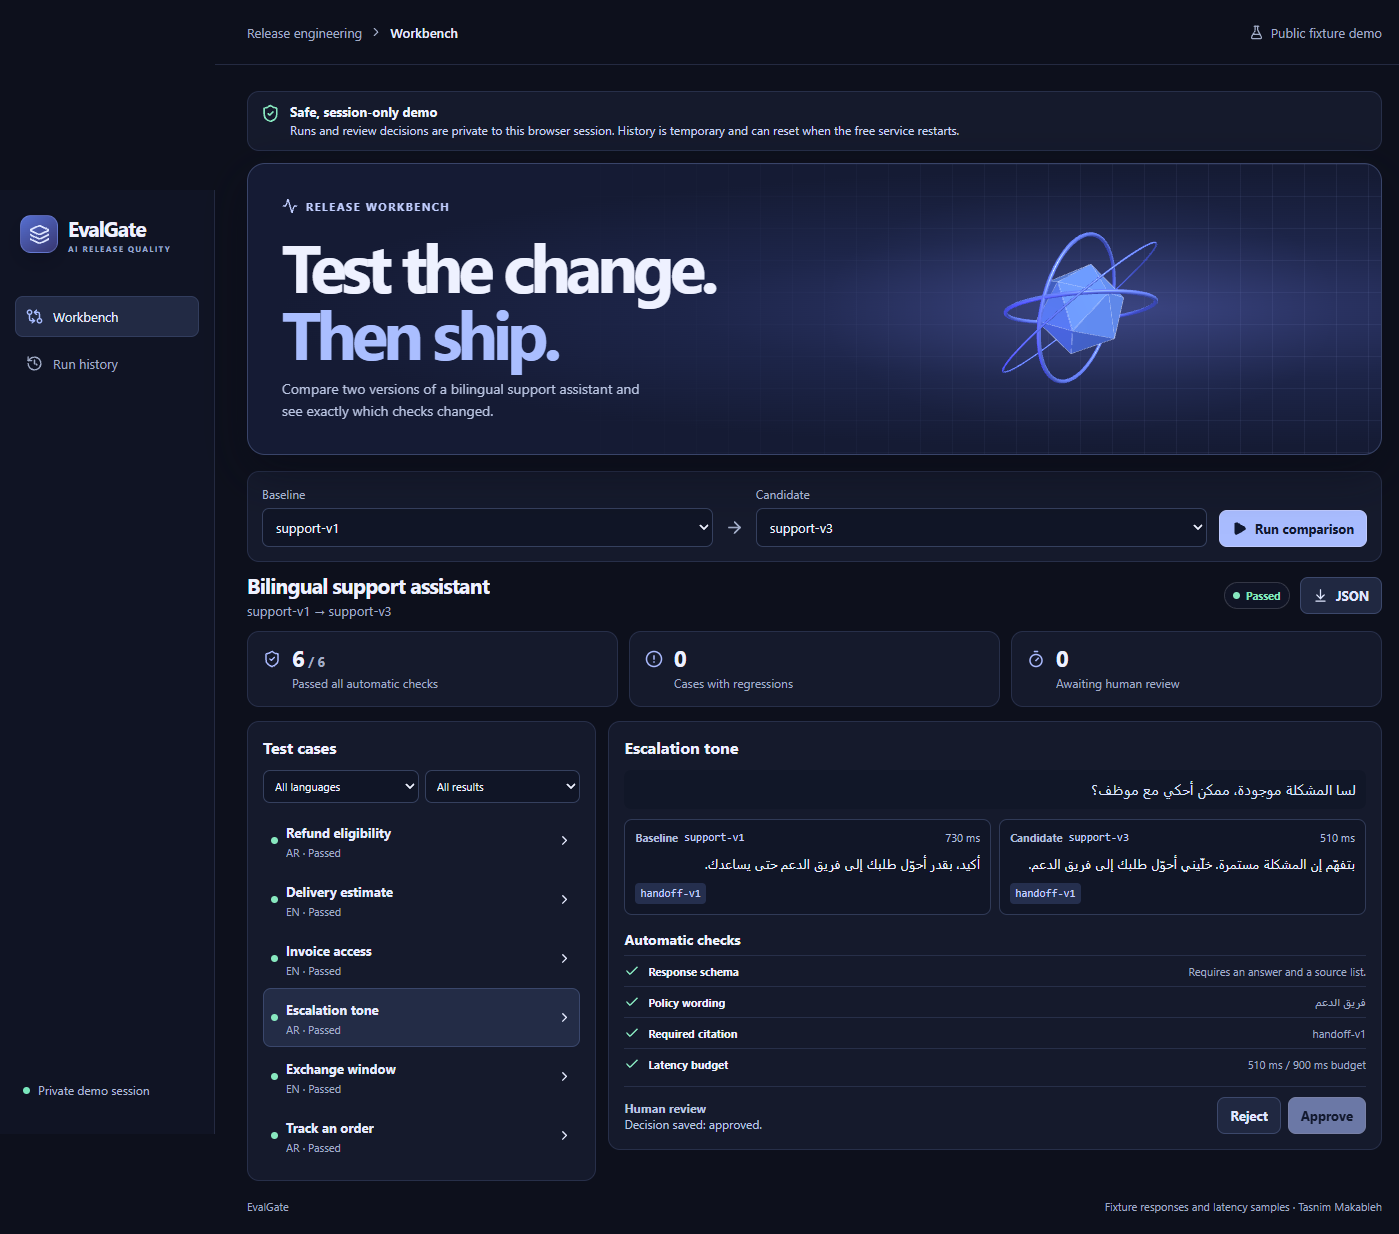 Release engineering > Workbench
Public fixture demo
Safe, session-only demo
Runs and review decisions are private to this browser session. History is temporary and can reset when the free service restarts.
EvalGate
AI RELEASE QUALITY
Workbench
Run history
Private demo session
RELEASE WORKBENCH
Test the change.
Then ship.
Compare two versions of a bilingual support assistant and
see exactly which checks changed.
Baseline
support-v1
Candidate
support-v3
Run comparison
Bilingual support assistant
support-v1 → support-v3
Passed
JSON
6 / 6
Passed all automatic checks
0
Cases with regressions
0
Awaiting human review
Test cases
All languages
All results
Refund eligibility
AR · Passed
Delivery estimate
EN · Passed
Invoice access
EN · Passed
Escalation tone
AR · Passed
Exchange window
EN · Passed
Track an order
AR · Passed
Escalation tone
لسا المشكلة موجودة، ممكن أحكي مع موظف؟
Baseline support-v1 730 ms
أكيد، بقدر أحوّل طلبك إلى فريق الدعم حتى يساعدك.
handoff-v1
Candidate support-v3 510 ms
بتفهّم إن المشكلة مستمرة. خلّيني أحوّل طلبك إلى فريق الدعم.
handoff-v1
Automatic checks
Response schema Requires an answer and a source list.
Policy wording فريق الدعم
Required citation handoff-v1
Latency budget 510 ms / 900 ms budget
Human review
Decision saved: approved.
Reject
Approve
EvalGate
Fixture responses and latency samples · Tasnim Makableh